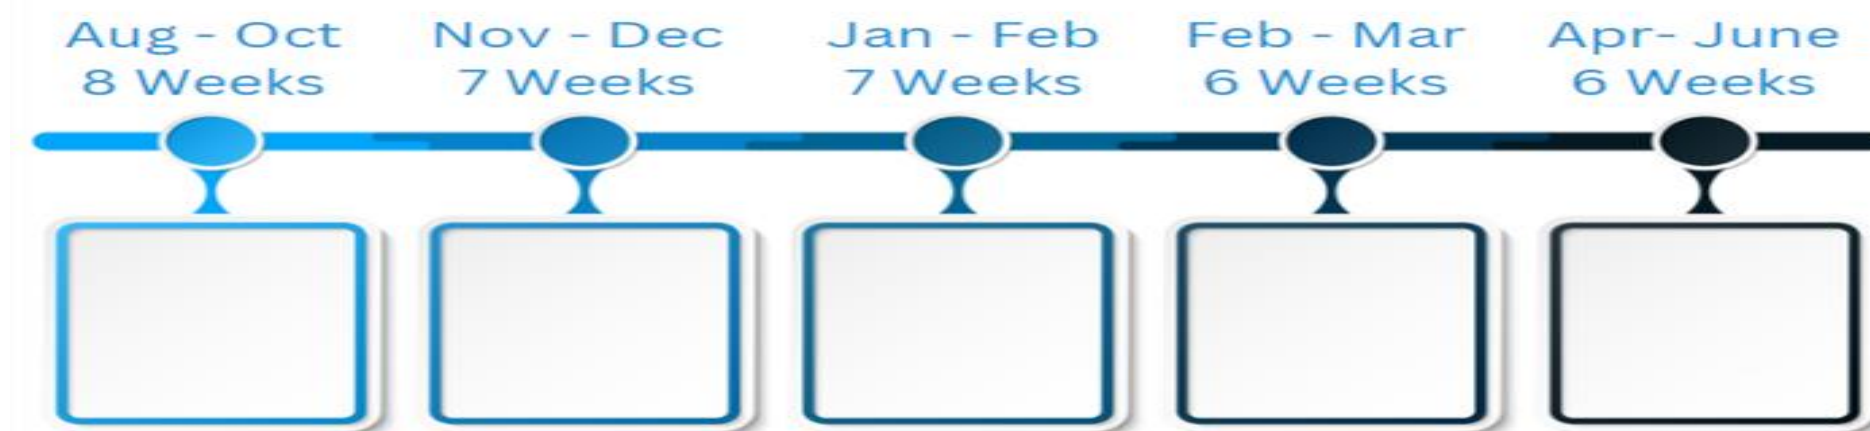 Aug - Oct
8 Weeks
Nov - Dec
7 Weeks
Jan - Feb
7 Weeks
Feb - Mar
6 Weeks
Apr- June
6 Weeks